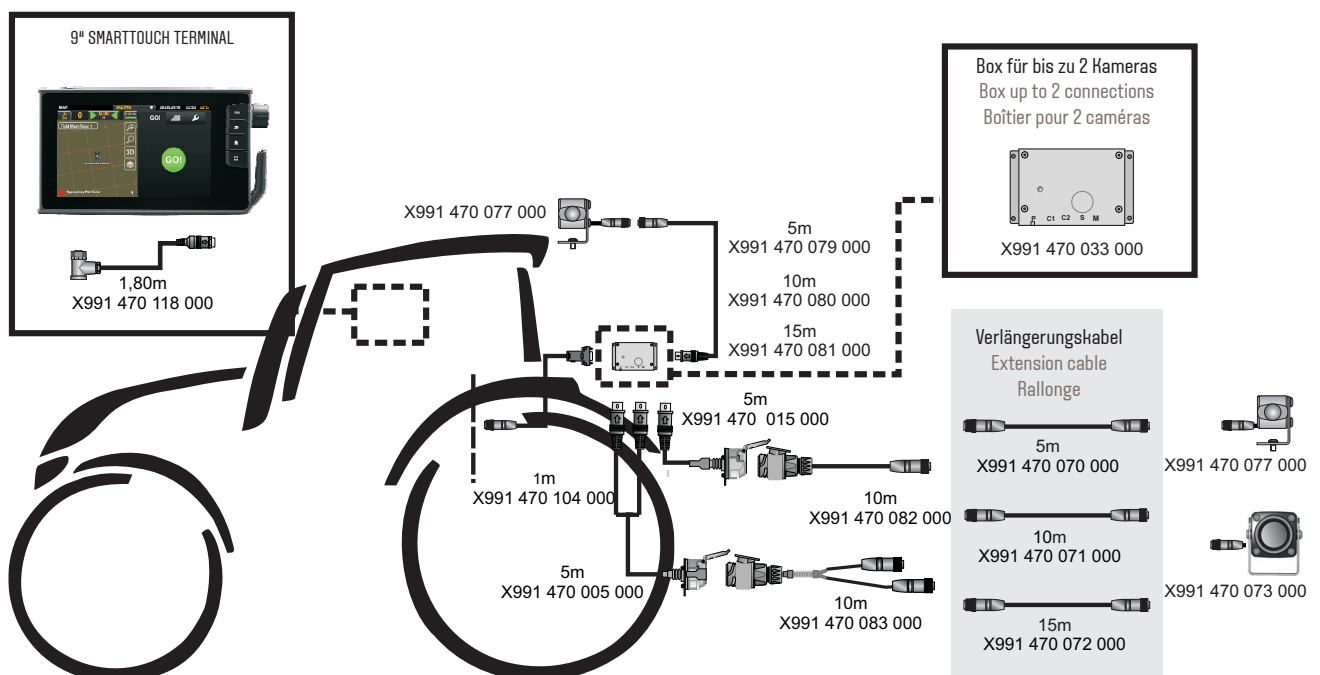 9" SMARTTOUCH TERMINAL
GO!
3D
GO!
1,80m
X991 470 118 000
X991 470 077 000
5m
X991 470 079 000
10m
X991 470 080 000
15m
X991 470 081 000
Box für bis zu 2 Kameras
Box up to 2 connections
Boîtier pour 2 caméras
P C1 C2 S M
X991 470 033 000
5m
X991 470 015 000
1m
X991 470 104 000
10m
X991 470 082 000
5m
X991 470 005 000
10m
X991 470 083 000
Verlängerungskabel
Extension cable
Rallonge
5m
X991 470 070 000
10m
X991 470 071 000
15m
X991 470 072 000
X991 470 077 000
X991 470 073 000